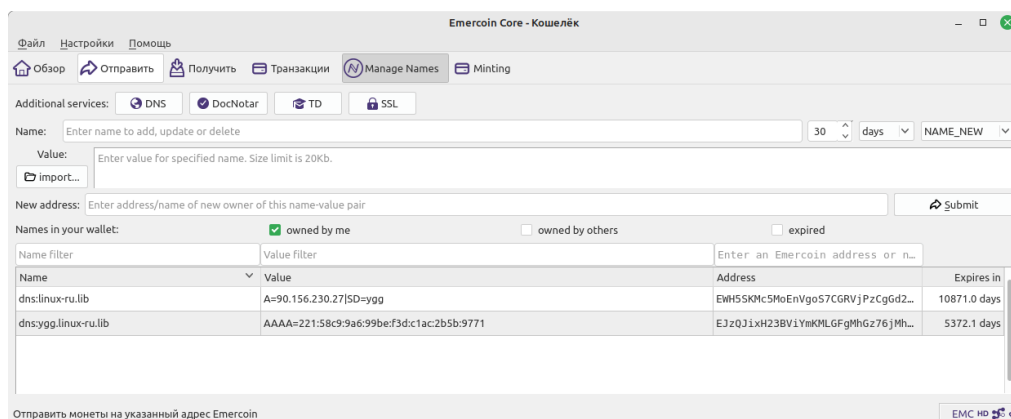 Emercoin Core - Кошелёк
Файл Настройки Помощь
Обзор Отправить Получить Транзакции Manage Names Minting
Additional services: DNS DocNotar TD SSL
Name: Enter name to add, update or delete 30 days NAME_NEW
Value: Enter value for specified name. Size limit is 20Kb.
import...
New address: Enter address/name of new owner of this name-value pair Submit
Names in your wallet: owned by me owned by others expired
Name filter Value filter Enter an Emercoin address or n...
Name Value Address Expires in
dns:linux-ru.lib A=90.156.230.27|SD=ygg EWH5SKMc5MoEnVgoS7CGRVjPzCgGd2... 10871.0 days
dns:ygg.linux-ru.lib AAAA=221:58c9:9a6:99be:f3d:c1ac:2b5b:9771 EJzQJixH23BViYmKMLGFgMhGz76jMh... 5372.1 days
Отправить монеты на указанный адрес Emercoin EMC HD